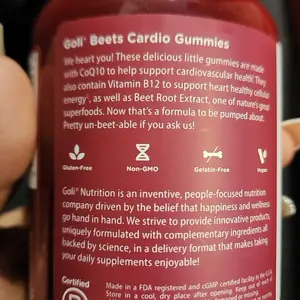 Goli® Beets Cardio Gummies
We heart you! These delicious little gummies are made
with CoQ10 to help support cardiovascular health! They
also contain Vitamin B12 to support heart healthy cellular
energy¹, as well as Beet Root Extract, one of nature's great
superfoods. Now that's a formula to be pumped about.
Pretty un-beet-able if you ask us!
Gluten-Free Non-GMO Gelatin-Free Vegan
Goli® Nutrition is an inventive, people-focused nutrition
company driven by the belief that happiness and wellness
go hand in hand. We strive to provide innovative products,
uniquely formulated with complementary ingredients all
backed by science, in a delivery format that makes taking
your daily supplements enjoyable!
Certified
Made in a FDA registered and cGMP certified facility in the U.S.A.
Store in a cool, dry place after opening. Keep out of